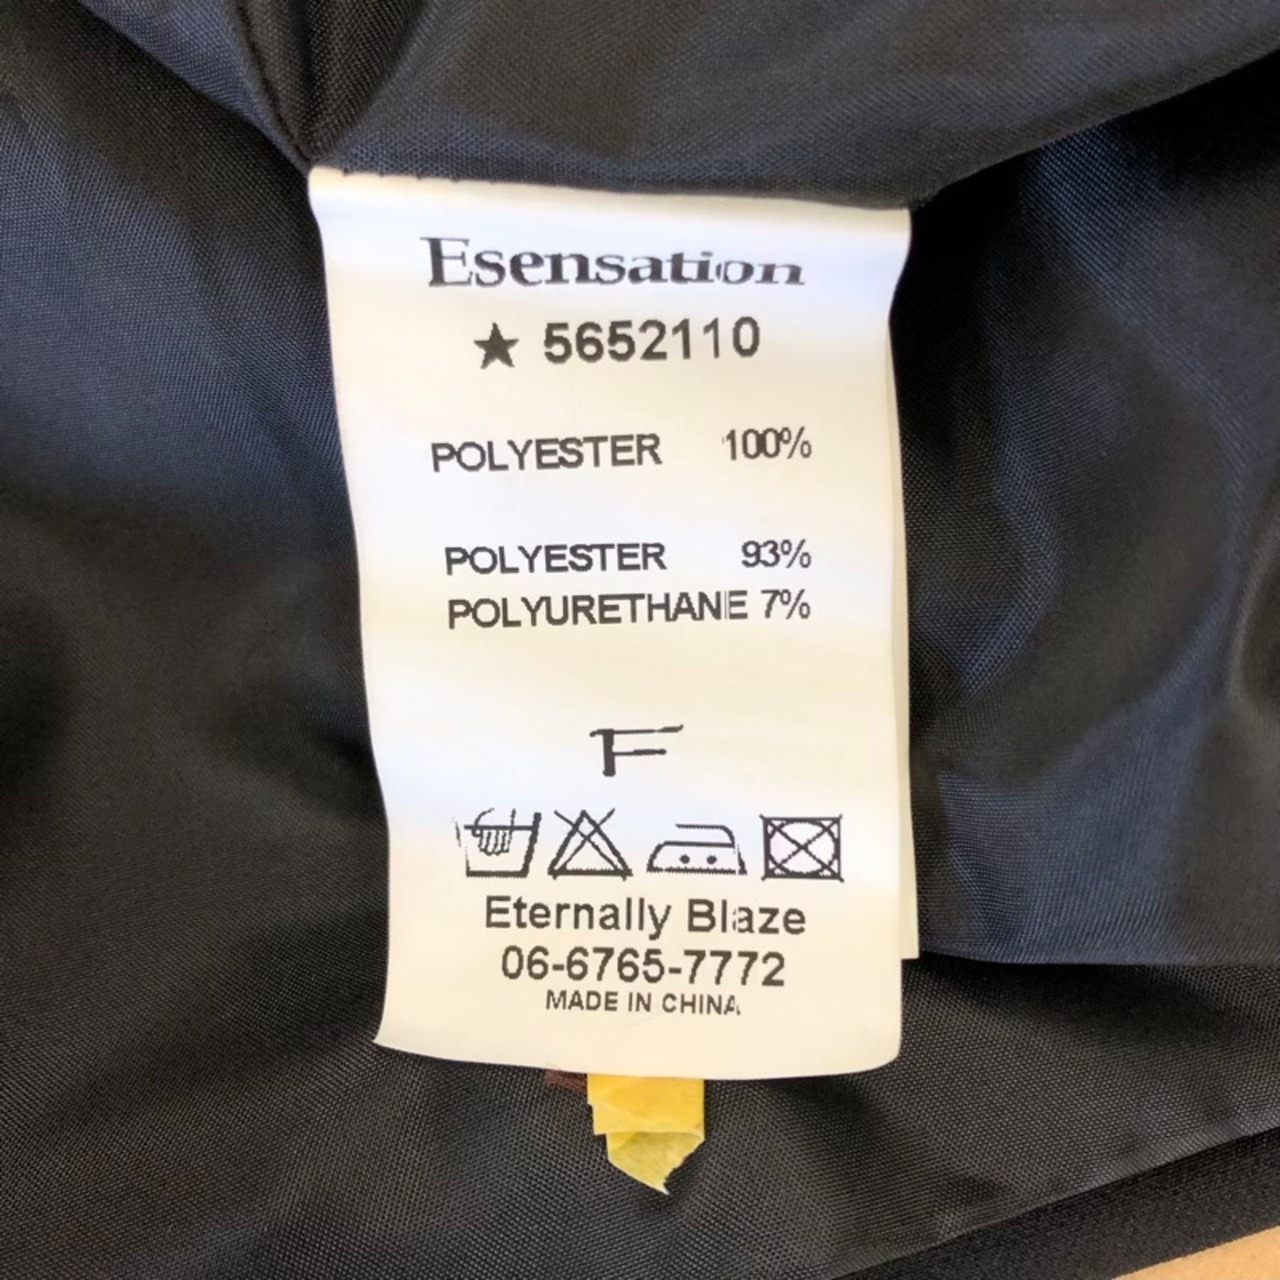 Esensation
★ 5652110
POLYESTER 100%
POLYESTER 93%
POLYURETHANE 7%
F
Eternally Blaze
06-6765-7772
MADE IN CHINA